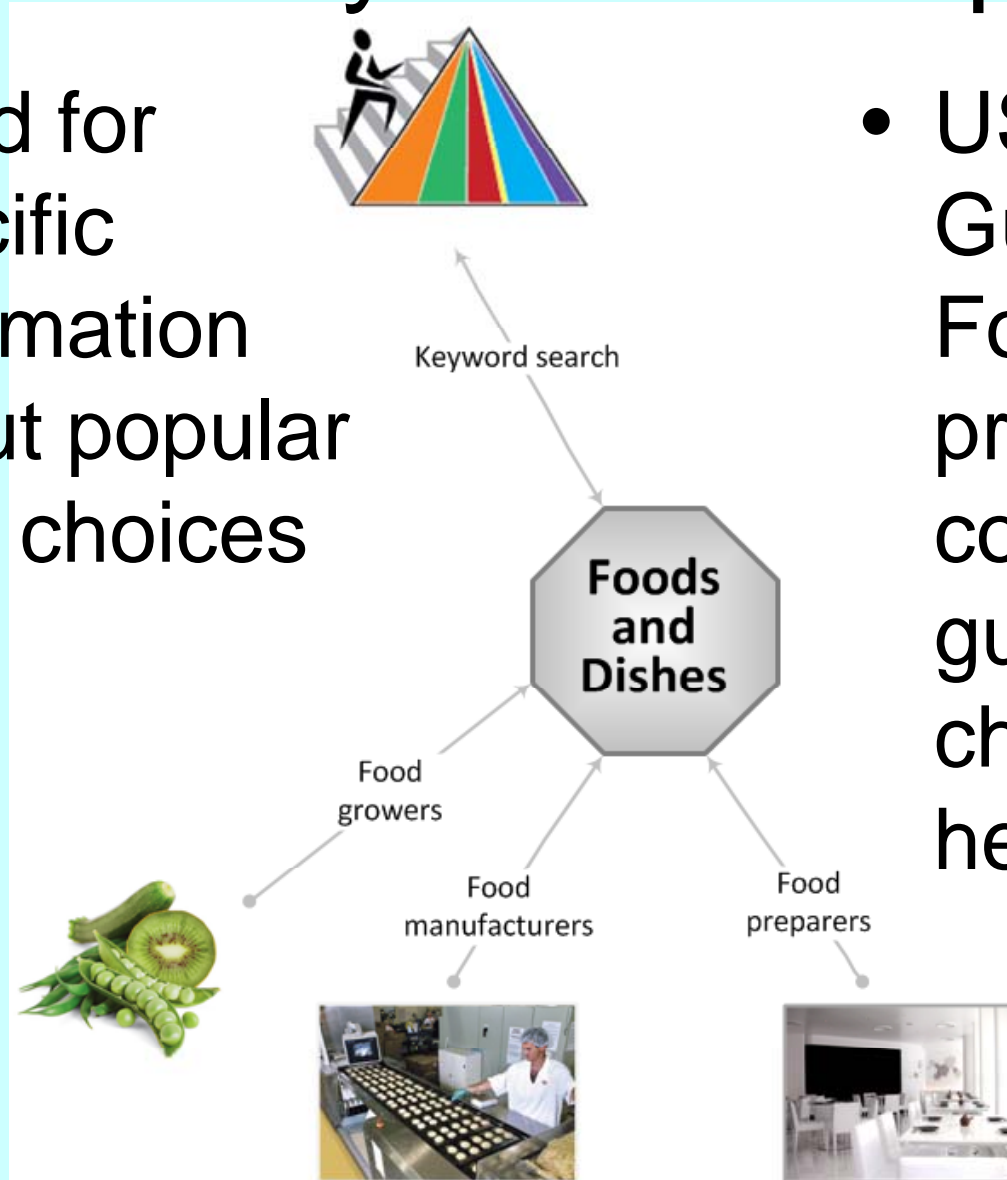 d for
cific
mation
ut popular
choices
Keyword search
Foods
and
Dishes
Food
growers
Food
manufacturers
Food
preparers
• US
Gu
Fo
pr
co
gu
ch
he